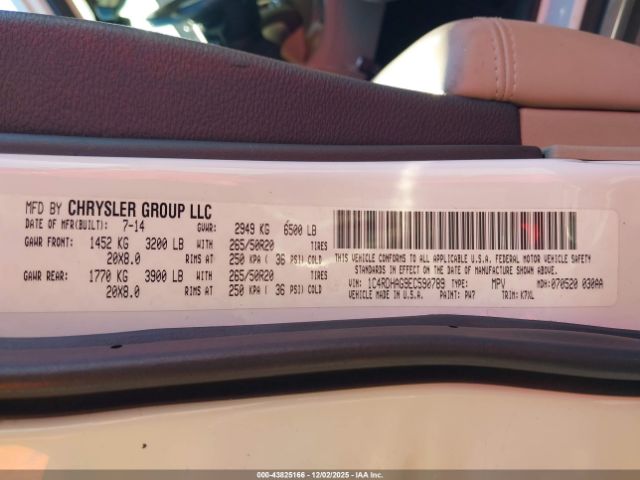 MFD BY CHRYSLER GROUP LLC
DATE OF MFR(BUILT): 7-14 GVWR: 2949 KG 6500 LB
GAWR FRONT: 1452 KG 3200 LB WITH 265/50R20 TIRES
20X8.0 RIMS AT 250 KPA ( 36 PSI) COLD
GAWR REAR: 1770 KG 3900 LB WITH 265/50R20 TIRES
20X8.0 RIMS AT 250 KPA ( 36 PSI) COLD
THIS VEHICLE CONFORMS TO ALL APPLICABLE U.S.A. FEDERAL MOTOR VEHICLE SAFETY
STANDARDS IN EFFECT ON THE DATE OF MANUFACTURE SHOWN ABOVE.
VIN: 1C4RDHAG9EC590789 TYPE: MPV MDH: 070520 030AA
VEHICLE MADE IN U.S.A. PAINT: PW7 TRIM: K7XL
000-43825166 - 12/02/2025 - IAAI.COM